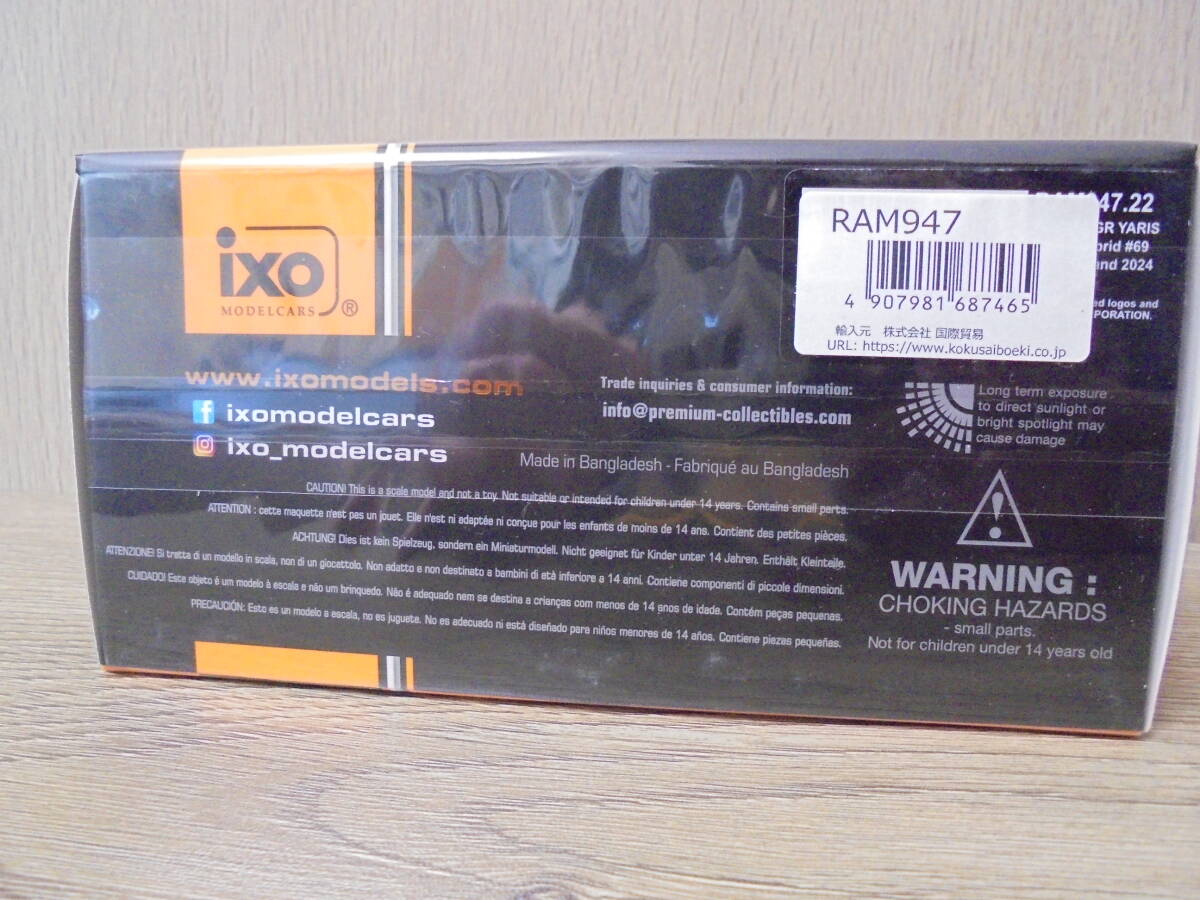 ixo
MODELCARS ®
www.ixomodels.com
ixomodelcars
ixo_modelcars
Trade inquiries & consumer information:
info@premium-collectibles.com
Made in Bangladesh - Fabriqué au Bangladesh
CAUTION! This is a scale model and not a toy. Not suitable or intended for children under 14 years. Contains small parts.
ATTENTION : cette maquette n'est pas un jouet. Elle n'est ni adaptée ni conçue pour les enfants de moins de 14 ans. Contient des petites pièces.
ACHTUNG! Dies ist kein Spielzeug, sondern ein Miniaturmodell. Nicht geeignet für Kinder unter 14 Jahren. Enthält Kleinteile.
ATTENZIONE! Si tratta di un modello in scala, non di un giocattolo. Non adatto e non destinato a bambini di età inferiore a 14 anni. Contiene componenti di piccole dimensioni.
CUIDADO! Este objeto é um modelo à escala e não um brinquedo. Não é adequado nem se destina a crianças com menos de 14 anos de idade. Contém peças pequenas.
PRECAUCIÓN: Esto es un modelo a escala, no es juguete. No es adecuado ni está diseñado para niños menores de 14 años. Contiene piezas pequeñas.
RAM947
4 907981 687465
輸入元 株式会社 国際貿易
URL: https://www.kokusaiboeki.co.jp
47.22
GR YARIS
#69
2024
logos and
Long term exposure
to direct sunlight or
bright spotlight may
cause damage
WARNING :
CHOKING HAZARDS
- small parts.
Not for children under 14 years old